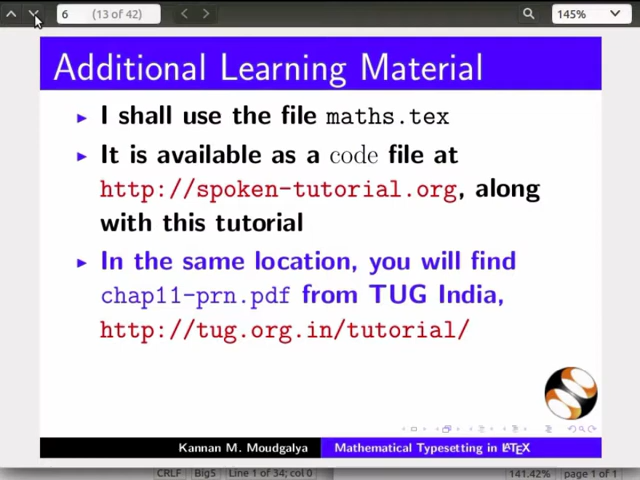 6 (13 of 42) 145%
Additional Learning Material
I shall use the file maths.tex
It is available as a code file at
http://spoken-tutorial.org, along
with this tutorial
In the same location, you will find
chap11-prn.pdf from TUG India,
http://tug.org.in/tutorial/
Kannan M. Moudgalya Mathematical Typesetting in LATEX
CRLF Big5 Line 1 of 34; col 0 141.42% page 1 of 1